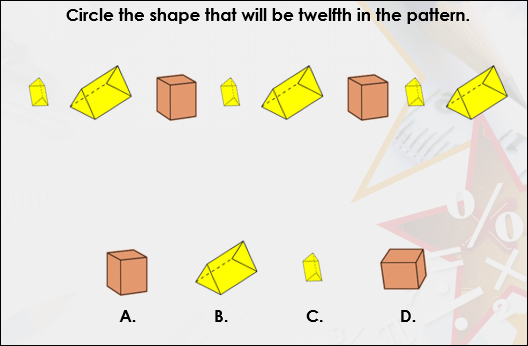 Circle the shape that will be twelfth in the pattern.
%
A. B. C. D.